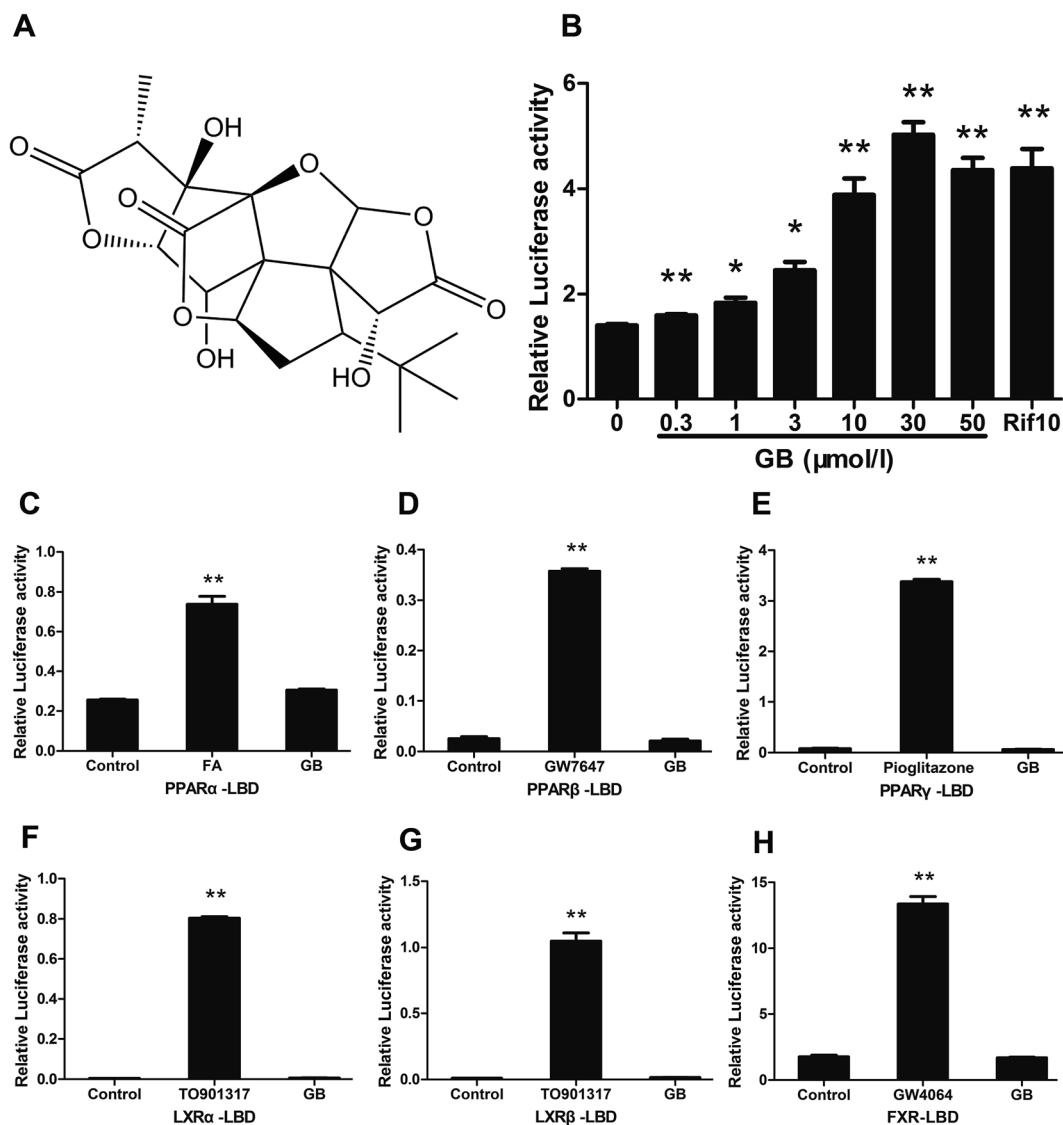 A
OH
O
O
O
O
O
O
O
O
OH
HO
B
Relative Luciferase activity
6
4
2
0
**
*
*
**
**
**
**
0 0.3 1 3 10 30 50 Rif10
GB (µmol/l)
C
Relative Luciferase activity
1.0
0.8
0.6
0.4
0.2
0.0
**
Control FA GB
PPARα -LBD
D
Relative Luciferase activity
0.4
0.3
0.2
0.1
0.0
**
Control GW7647 GB
PPARβ -LBD
E
Relative Luciferase activity
4
3
2
1
0
**
Control Pioglitazone GB
PPARγ -LBD
F
Relative Luciferase activity
1.0
0.8
0.6
0.4
0.2
0.0
**
Control TO901317 GB
LXRα -LBD
G
Relative Luciferase activity
1.5
1.0
0.5
0.0
**
Control TO901317 GB
LXRβ -LBD
H
Relative Luciferase activity
15
10
5
0
**
Control GW4064 GB
FXR-LBD